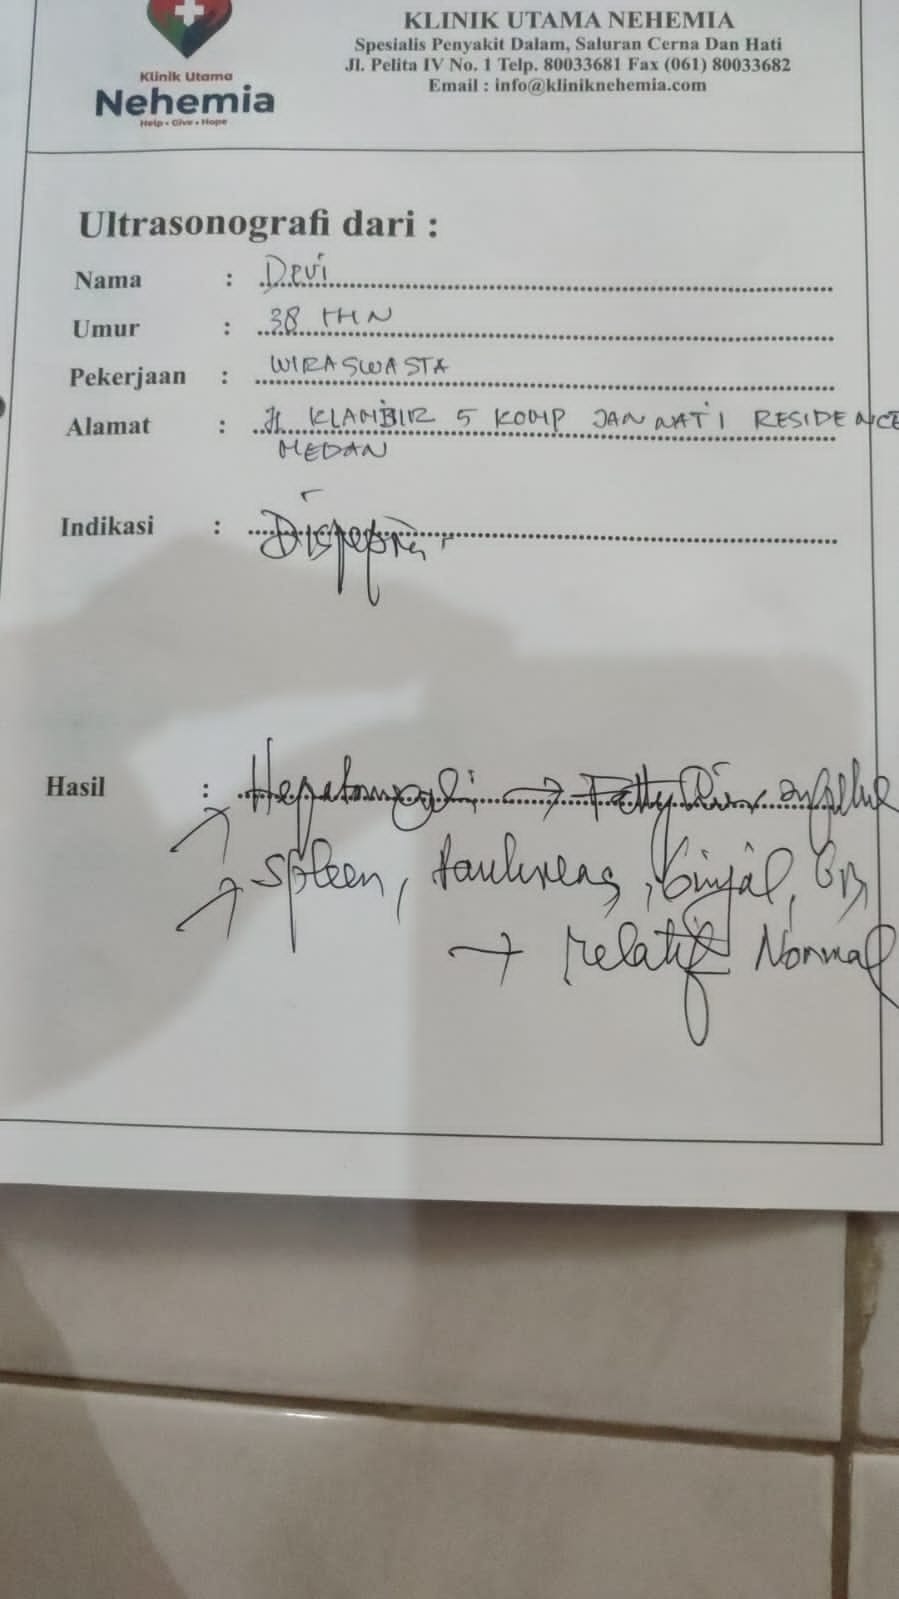 KLINIK UTAMA NEHEMIA
Spesialis Penyakit Dalam, Saluran Cerna Dan Hati
Jl. Pelita IV No. 1 Telp. 80033681 Fax (061) 80033682
Email : info@kliniknehemia.com
Klinik Utama
Nehemia
Help • Give • Hope
Ultrasonografi dari :
Nama : Devi
Umur : 38 THN
Pekerjaan : WIRASWASTA
Alamat : Jl KLAMBIR 5 KOMP JANNATI RESIDENCE
MEDAN
Indikasi : Dispepsia
Hasil : Hepatomegali → Fatty Liver
Spleen, Pankreas, Ginjal, GB,
→ Relatif Normal